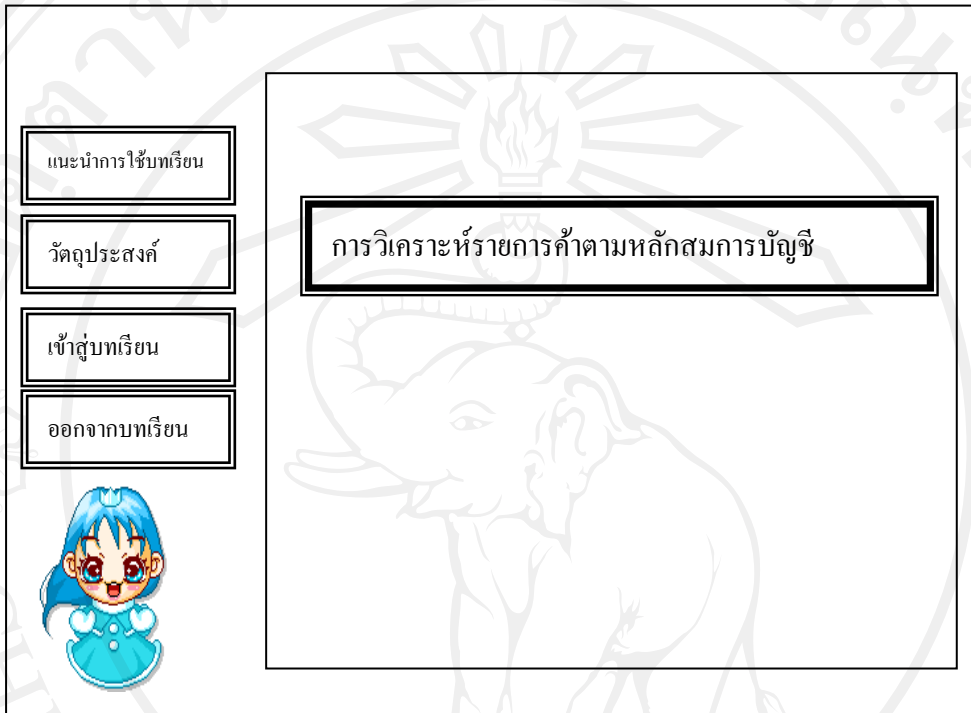 แนะนำการใช้บทเรียน
วัตถุประสงค์
เข้าสู่บทเรียน
ออกจากบทเรียน
การวิเคราะห์รายการค้าตามหลักสมการบัญชี